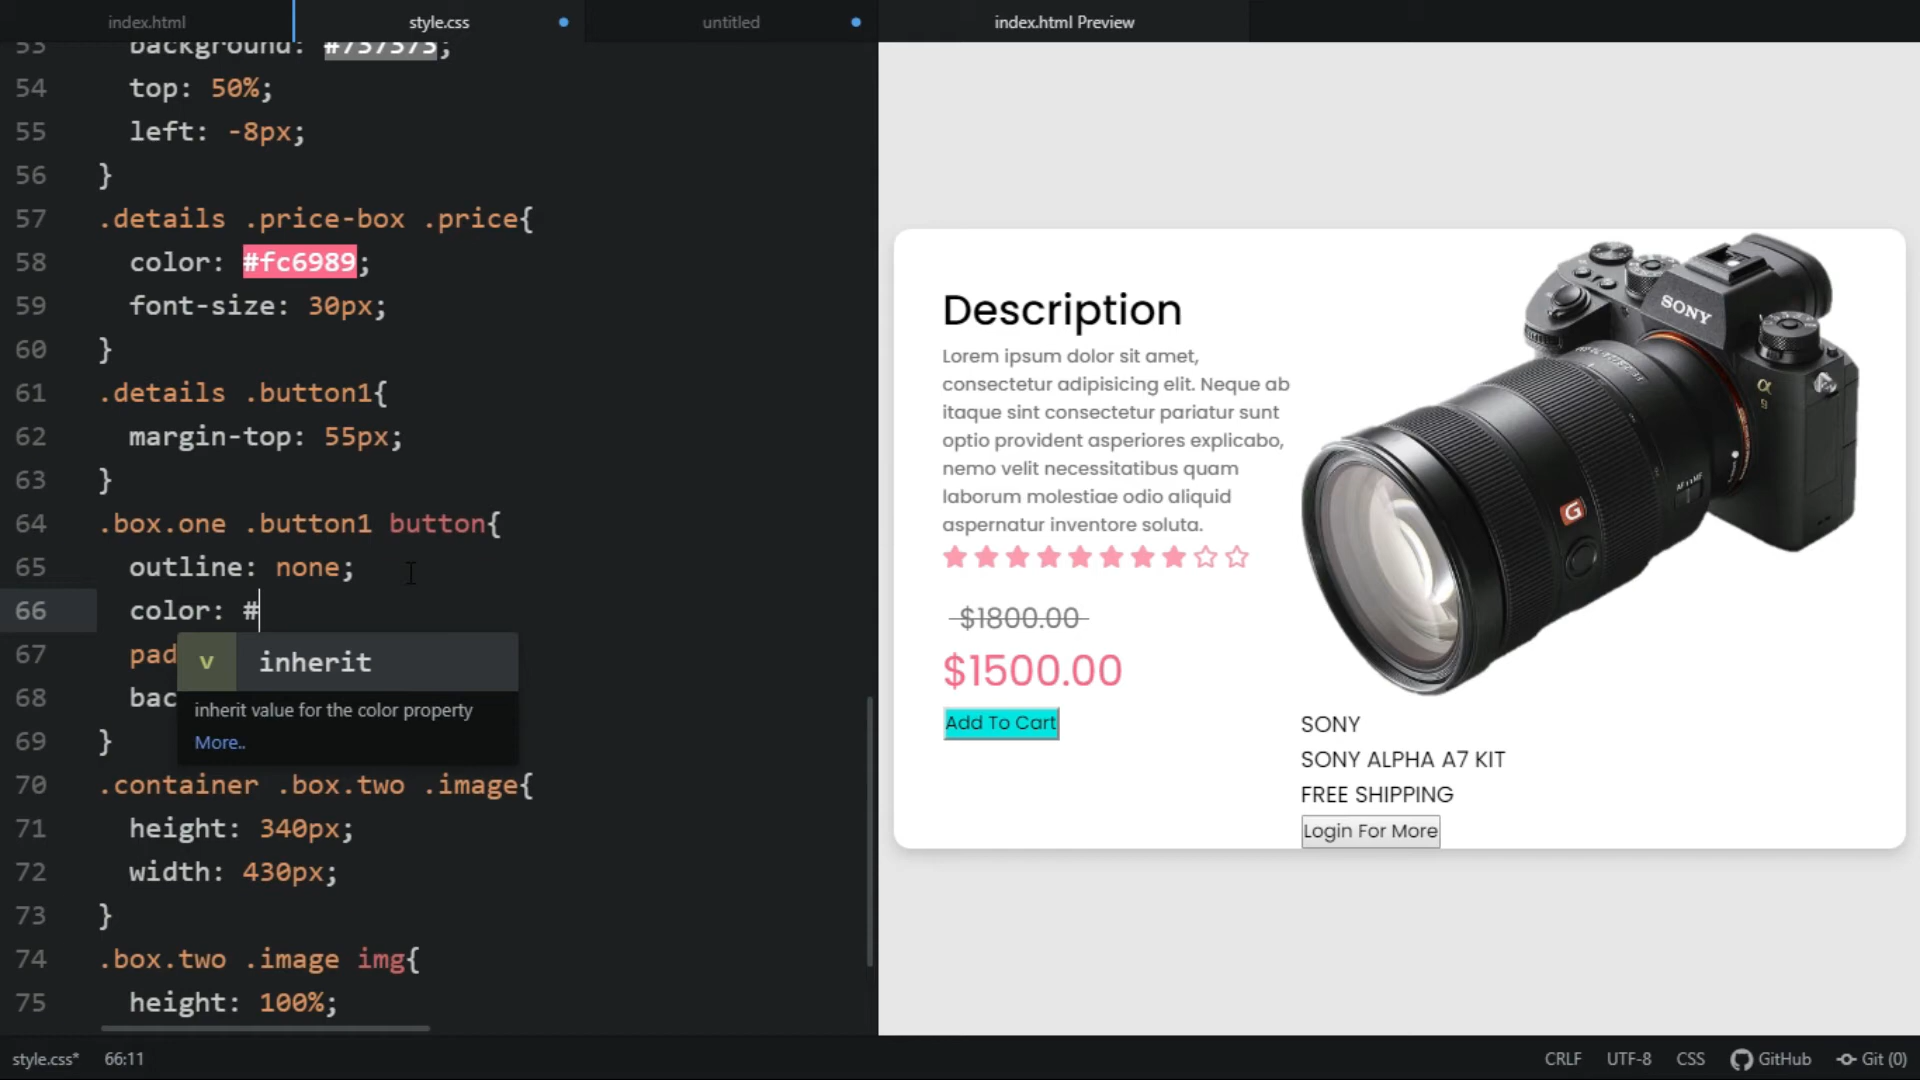 index.html
style.css
untitled
index.html Preview
53 background: #737373;
54 top: 50%;
55 left: -8px;
56 }
57 .details .price-box .price{
58 color: #fc6989;
59 font-size: 30px;
60 }
61 .details .button1{
62 margin-top: 55px;
63 }
64 .box.one .button1 button{
65 outline: none;
66 color: #
67 pad
68 bac
69 }
v inherit
inherit value for the color property
More..
70 .container .box.two .image{
71 height: 340px;
72 width: 430px;
73 }
74 .box.two .image img{
75 height: 100%;
Description
Lorem ipsum dolor sit amet,
consectetur adipisicing elit. Neque ab
itaque sint consectetur pariatur sunt
optio provident asperiores explicabo,
nemo velit necessitatibus quam
laborum molestiae odio aliquid
aspernatur inventore soluta.
$1800.00
$1500.00
Add To Cart
SONY
α
9
G
SONY
SONY ALPHA A7 KIT
FREE SHIPPING
Login For More
style.css* 66:11
CRLF UTF-8 CSS GitHub Git (0)